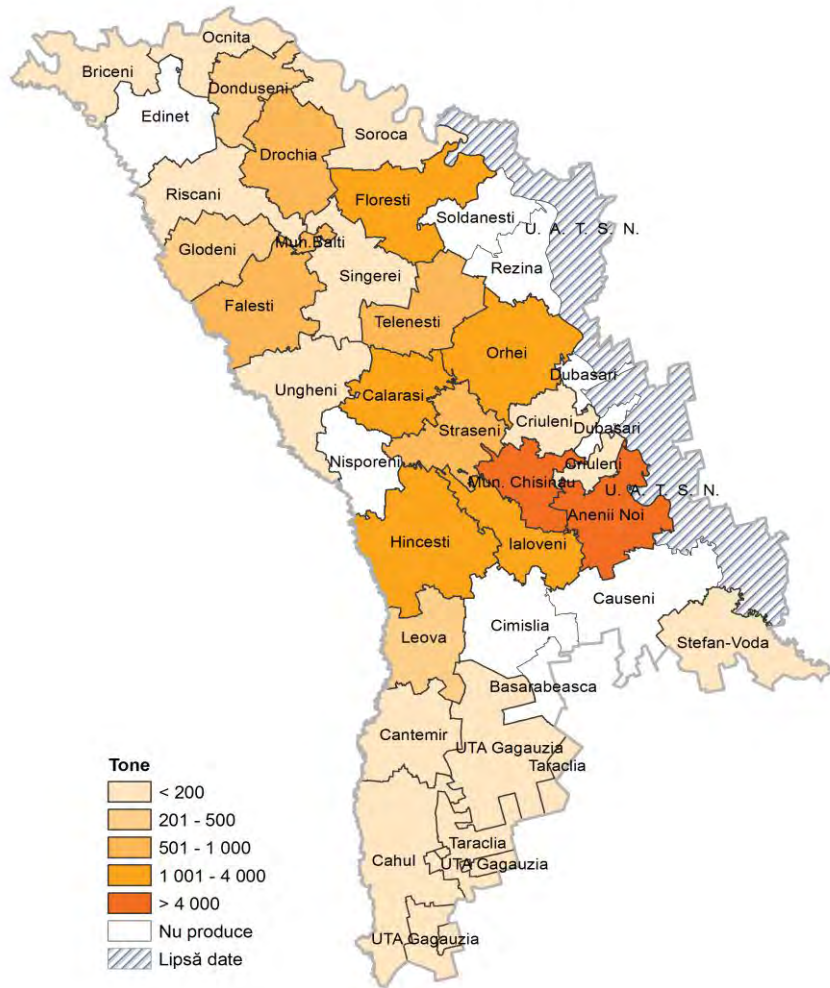 Ocnita
Briceni
Donduseni
Edinet
Soroca
Drochia
Riscani
Floresti
Soldanesti
U. A. T. S. N.
Glodeni
Mun.Balti
Rezina
Singerei
Falesti
Telenesti
Orhei
Dubasari
Ungheni
Calarasi
Criuleni
Dubasari
Straseni
Nisporeni
Criuleni
Mun. Chisinau
U. A. T. S. N.
Anenii Noi
Hincesti
Ialoveni
Causeni
Leova
Cimislia
Stefan-Voda
Basarabeasca
Cantemir
UTA Gagauzia
Taraclia
Taraclia
Cahul
UTA Gagauzia
UTA Gagauzia
Tone
< 200
201 - 500
501 - 1 000
1 001 - 4 000
> 4 000
Nu produce
Lipsă date